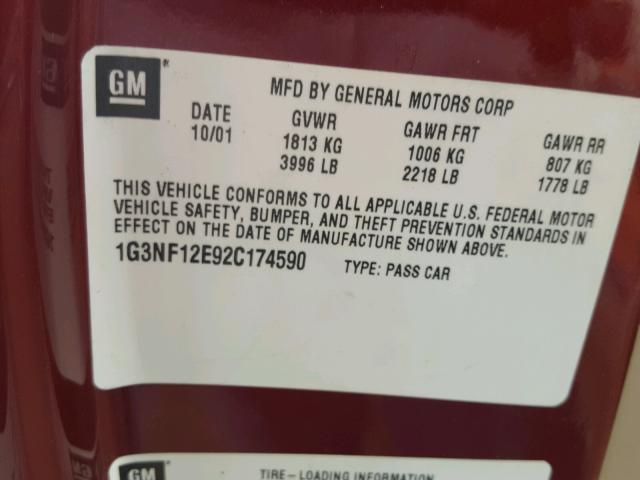 GM
MFD BY GENERAL MOTORS CORP
DATE GVWR GAWR FRT GAWR RR
10/01 1813 KG 1006 KG 807 KG
3996 LB 2218 LB 1778 LB
THIS VEHICLE CONFORMS TO ALL APPLICABLE U.S. FEDERAL MOTOR
VEHICLE SAFETY, BUMPER, AND THEFT PREVENTION STANDARDS IN
EFFECT ON THE DATE OF MANUFACTURE SHOWN ABOVE.
1G3NF12E92C174590 TYPE: PASS CAR
GM TIRE-LOADING INFORMATION